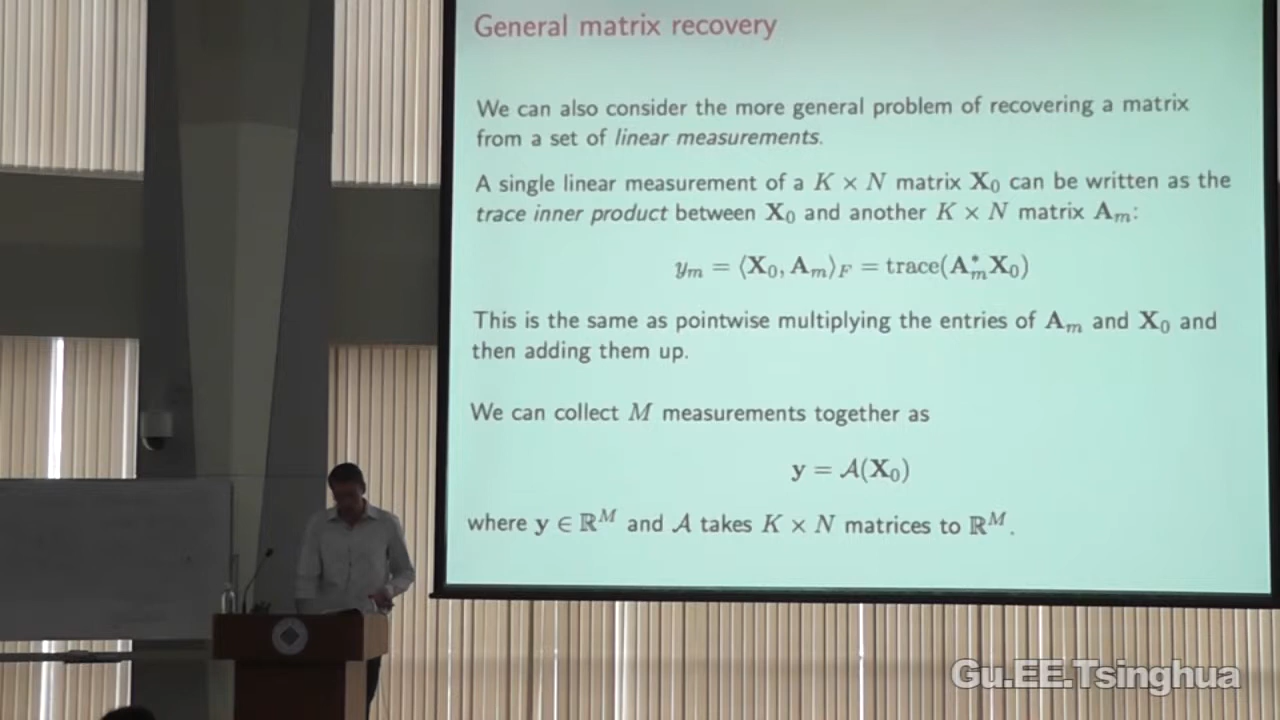 General matrix recovery
We can also consider the more general problem of recovering a matrix
from a set of linear measurements.
A single linear measurement of a K × N matrix X₀ can be written as the
trace inner product between X₀ and another K × N matrix Aₘ:
yₘ = ⟨X₀, Aₘ⟩F = trace(A*ₘX₀)
This is the same as pointwise multiplying the entries of Aₘ and X₀ and
then adding them up.
We can collect M measurements together as
y = 𝒜(X₀)
where y ∈ ℝᴹ and 𝒜 takes K × N matrices to ℝᴹ.
Gu.EE.Tsinghua